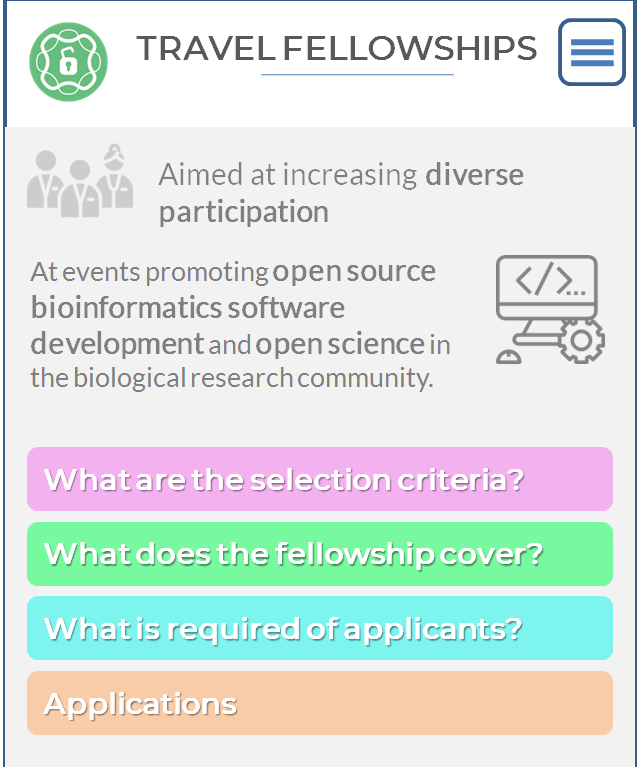 TRAVEL FELLOWSHIPS
Aimed at increasing diverse
participation
At events promoting open source
bioinformatics software
development and open science in
the biological research community.
</>...
What are the selection criteria?
What does the fellowship cover?
What is required of applicants?
Applications